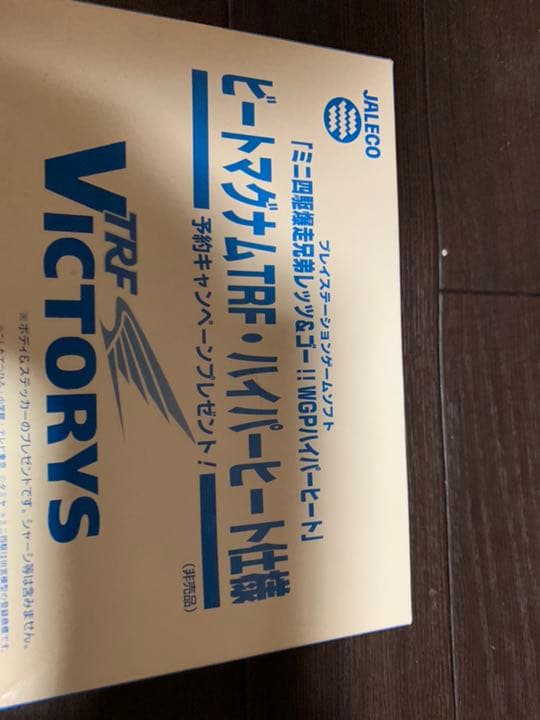 JALECO
プレイステーションゲームソフト
「ミニ四駆爆走兄弟レッツ&ゴー!! WGPハイパーヒート」
ビートマグナムTRF・ハイパーヒート仕様
(非売品)
予約キャンペーンプレゼント!
TRF
VICTORYS
※ボディ&ステッカーのプレゼントです。シャーシ等は含みません。